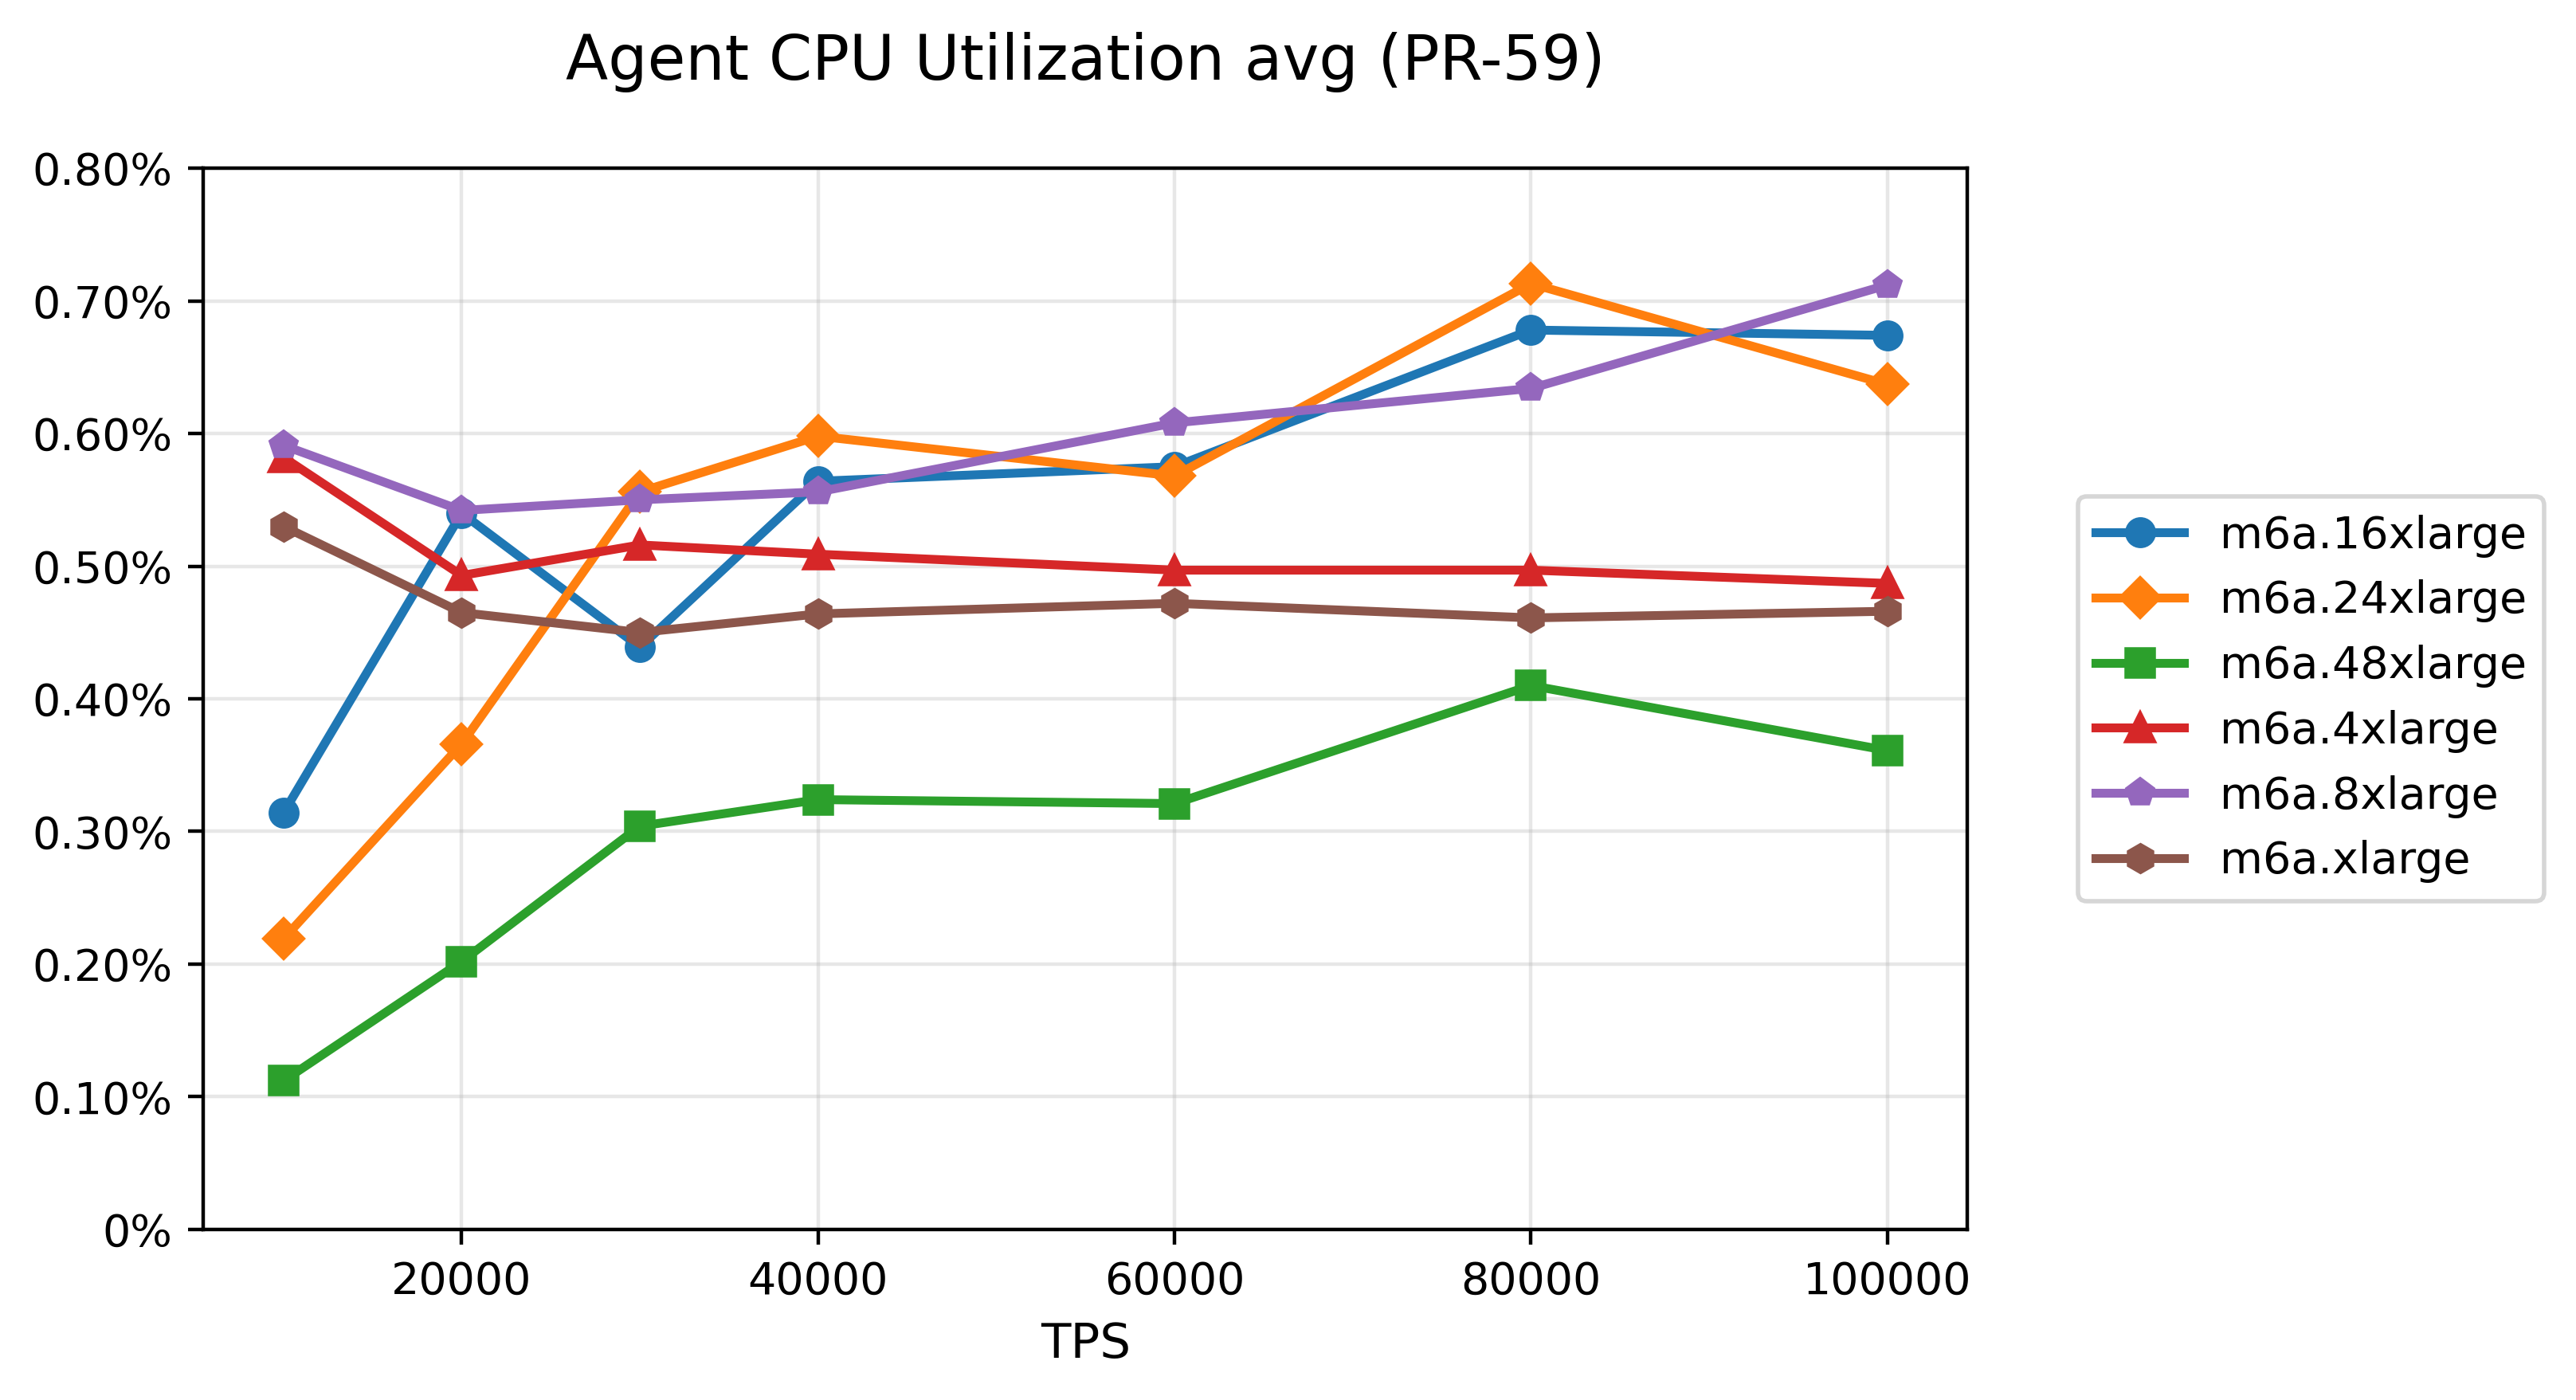 Agent CPU Utilization avg (PR-59)
0.80%
0.70%
0.60%
0.50%
0.40%
0.30%
0.20%
0.10%
0%
20000
40000
60000
80000
100000
TPS
m6a.16xlarge
m6a.24xlarge
m6a.48xlarge
m6a.4xlarge
m6a.8xlarge
m6a.xlarge